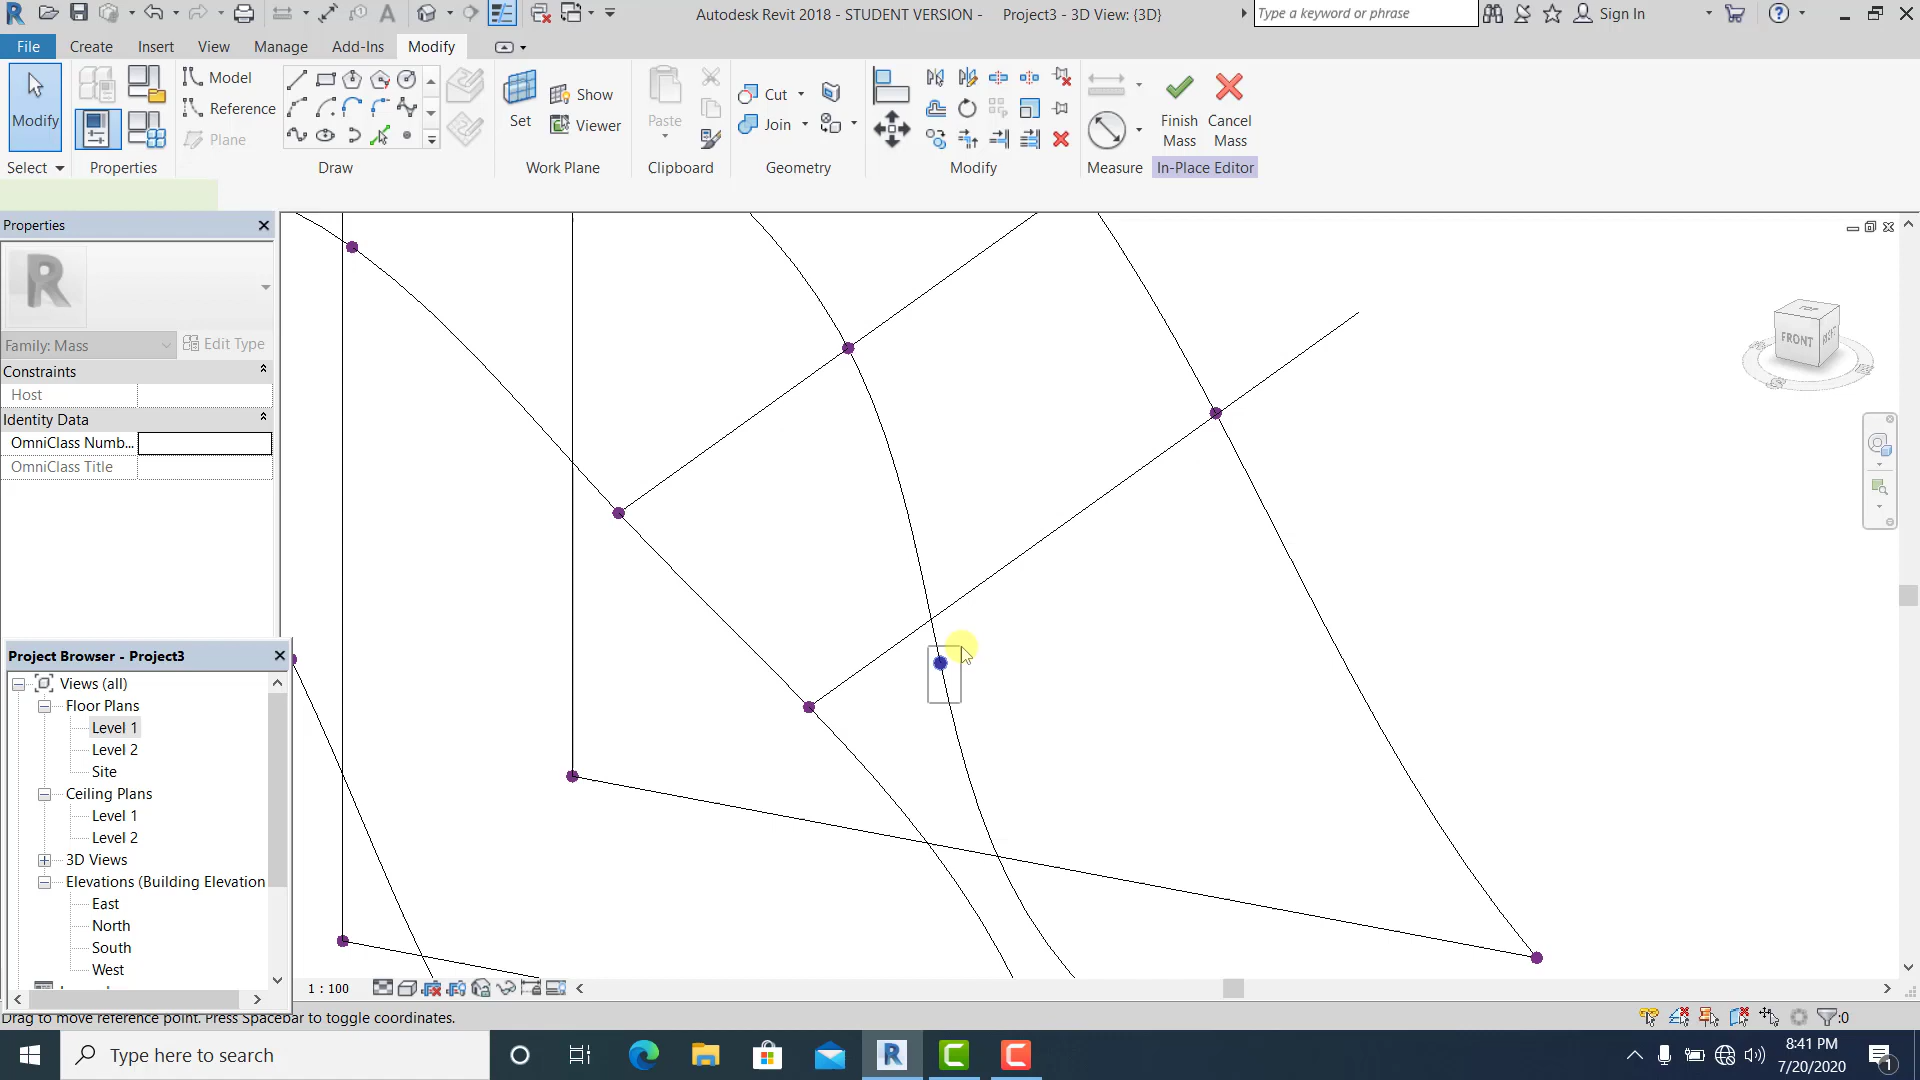 Autodesk Revit 2018 - STUDENT VERSION - Project3 - 3D View: {3D}
Type a keyword or phrase
Sign In
File Create Insert View Manage Add-Ins Modify
Modify
Model
Reference
Plane
Set
Show
Viewer
Paste
Cut
Join
Finish Mass
Cancel Mass
Select
Properties
Draw
Work Plane
Clipboard
Geometry
Modify
Measure
In-Place Editor
Properties
R
Family: Mass
Edit Type
Constraints
Host
Identity Data
OmniClass Numb...
OmniClass Title
TOP
FRONT
RIGHT
Project Browser - Project3
Views (all)
Floor Plans
Level 1
Level 2
Site
Ceiling Plans
Level 1
Level 2
3D Views
Elevations (Building Elevation
East
North
South
West
1 : 100
Drag to move reference point. Press Spacebar to toggle coordinates.
:0
Type here to search
8:41 PM
7/20/2020
1